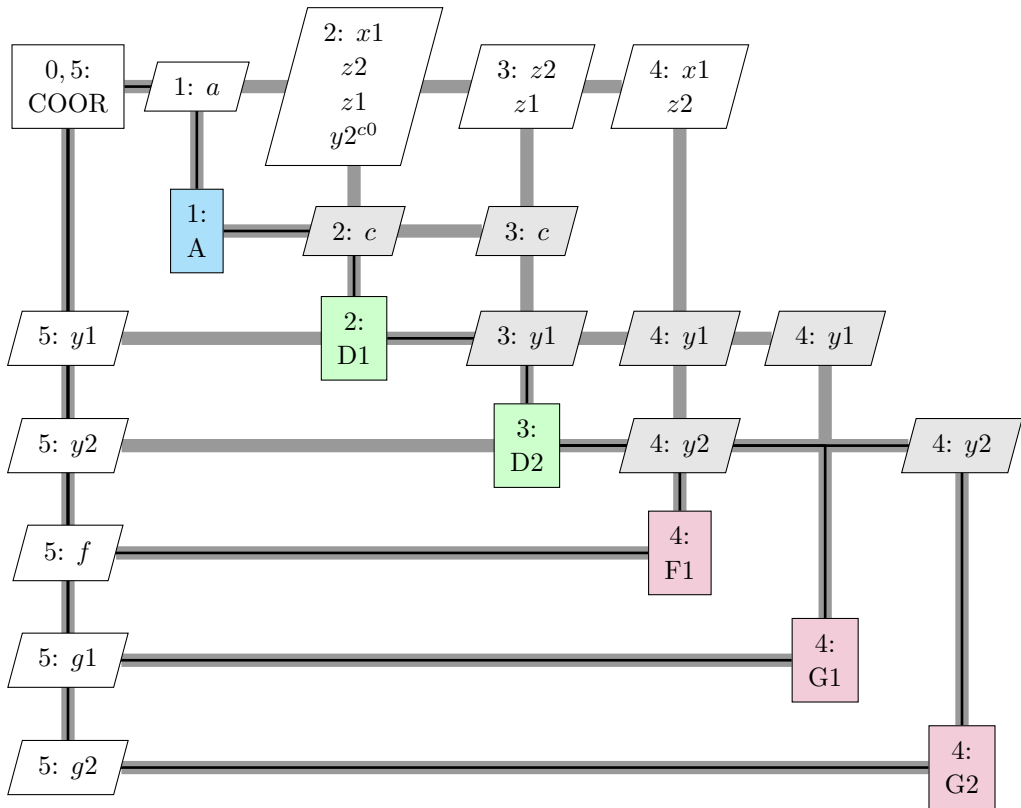 0, 5:
COOR
1: a
2: x1
z2
z1
y2^{c0}
3: z2
z1
4: x1
z2
1:
A
2: c
3: c
5: y1
2:
D1
3: y1
4: y1
4: y1
5: y2
3:
D2
4: y2
4: y2
5: f
4:
F1
5: g1
4:
G1
5: g2
4:
G2